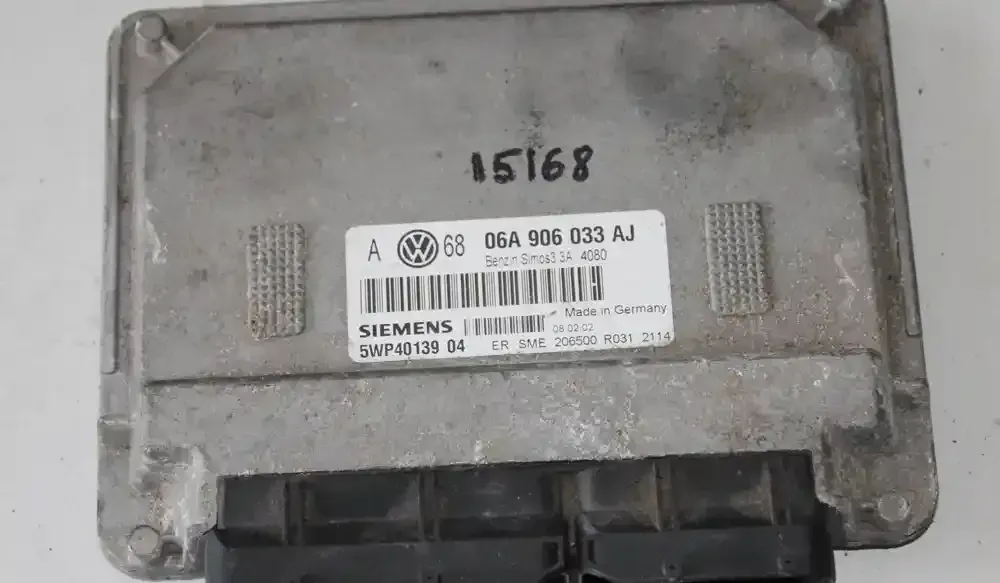 15168
A VW 68 06A 906 033 AJ
Benzin Simos3 3A 4080
Made in Germany
SIEMENS 08 02 02
5WP40139 04 ER SME 206500 R031 2114